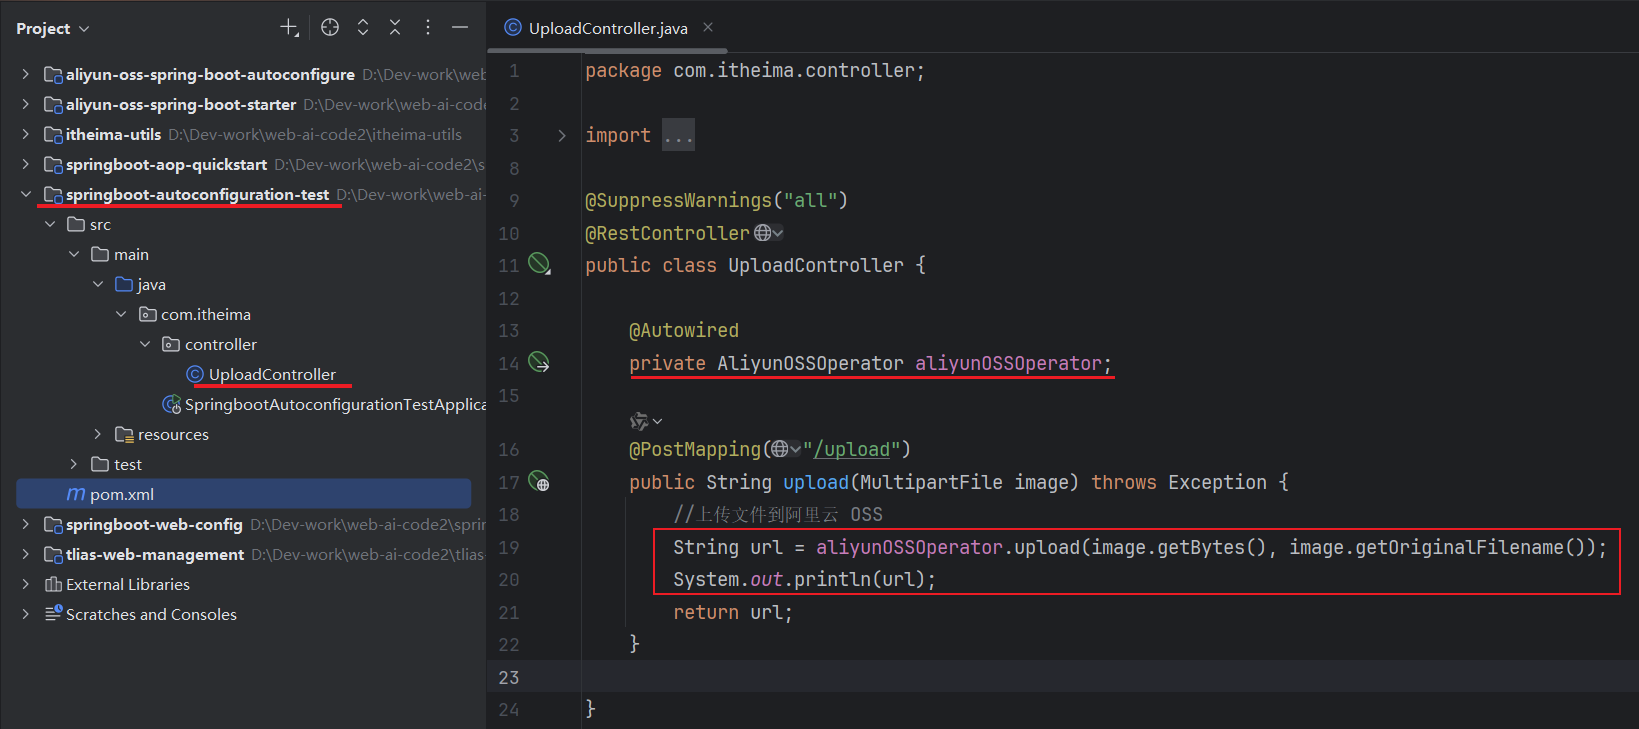 Project
aliyun-oss-spring-boot-autoconfigure D:\Dev-work\web
aliyun-oss-spring-boot-starter D:\Dev-work\web-ai-code
itheima-utils D:\Dev-work\web-ai-code2\itheima-utils
springboot-aop-quickstart D:\Dev-work\web-ai-code2\s
springboot-autoconfiguration-test D:\Dev-work\web-ai-
src
main
java
com.itheima
controller
UploadController
SpringbootAutoconfigurationTestApplica
resources
test
pom.xml
springboot-web-config D:\Dev-work\web-ai-code2\sprin
tlias-web-management D:\Dev-work\web-ai-code2\tlias-
External Libraries
Scratches and Consoles
UploadController.java
1 package com.itheima.controller;
2
3 import ...
8
9 @SuppressWarnings("all")
10 @RestController
11 public class UploadController {
12
13 @Autowired
14 private AliyunOSSOperator aliyunOSSOperator;
15
16 @PostMapping("/upload")
17 public String upload(MultipartFile image) throws Exception {
18 //上传文件到阿里云 OSS
19 String url = aliyunOSSOperator.upload(image.getBytes(), image.getOriginalFilename());
20 System.out.println(url);
21 return url;
22 }
23
24 }